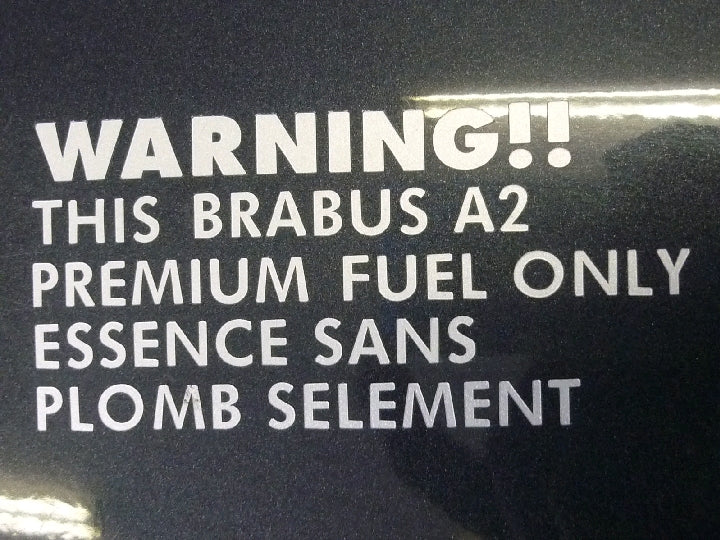 WARNING!!
THIS BRABUS A2
PREMIUM FUEL ONLY
ESSENCE SANS
PLOMB SELEMENT